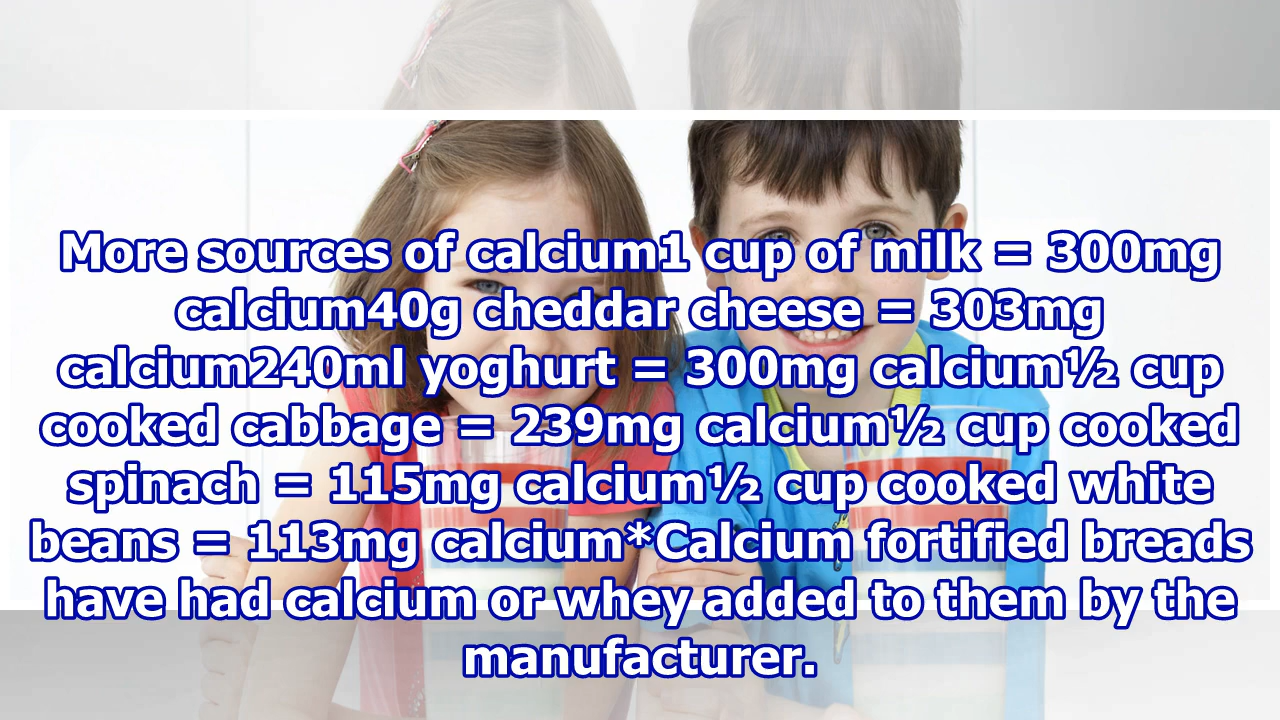 More sources of calcium1 cup of milk = 300mg
calcium40g cheddar cheese = 303mg
calcium240ml yoghurt = 300mg calcium½ cup
cooked cabbage = 239mg calcium½ cup cooked
spinach = 115mg calcium½ cup cooked white
beans = 113mg calcium*Calcium fortified breads
have had calcium or whey added to them by the
manufacturer.